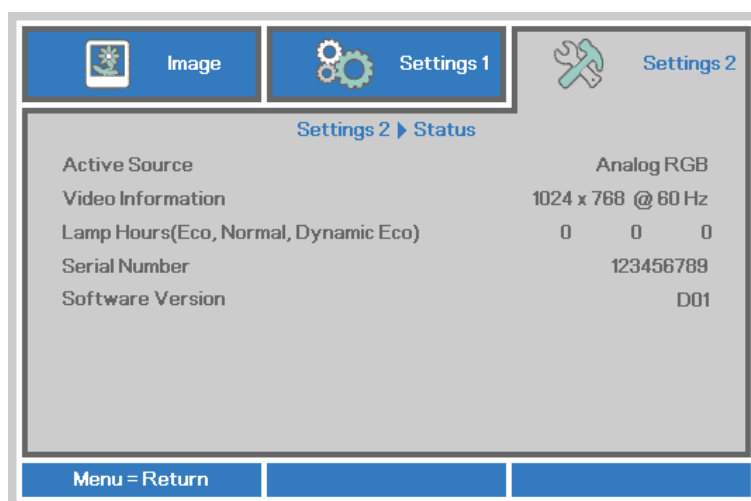 Image
Settings 1
Settings 2
Settings 2 ▶ Status
Active Source Analog RGB
Video Information 1024 x 768 @ 60 Hz
Lamp Hours(Eco, Normal, Dynamic Eco) 0 0 0
Serial Number 123456789
Software Version D01
Menu = Return